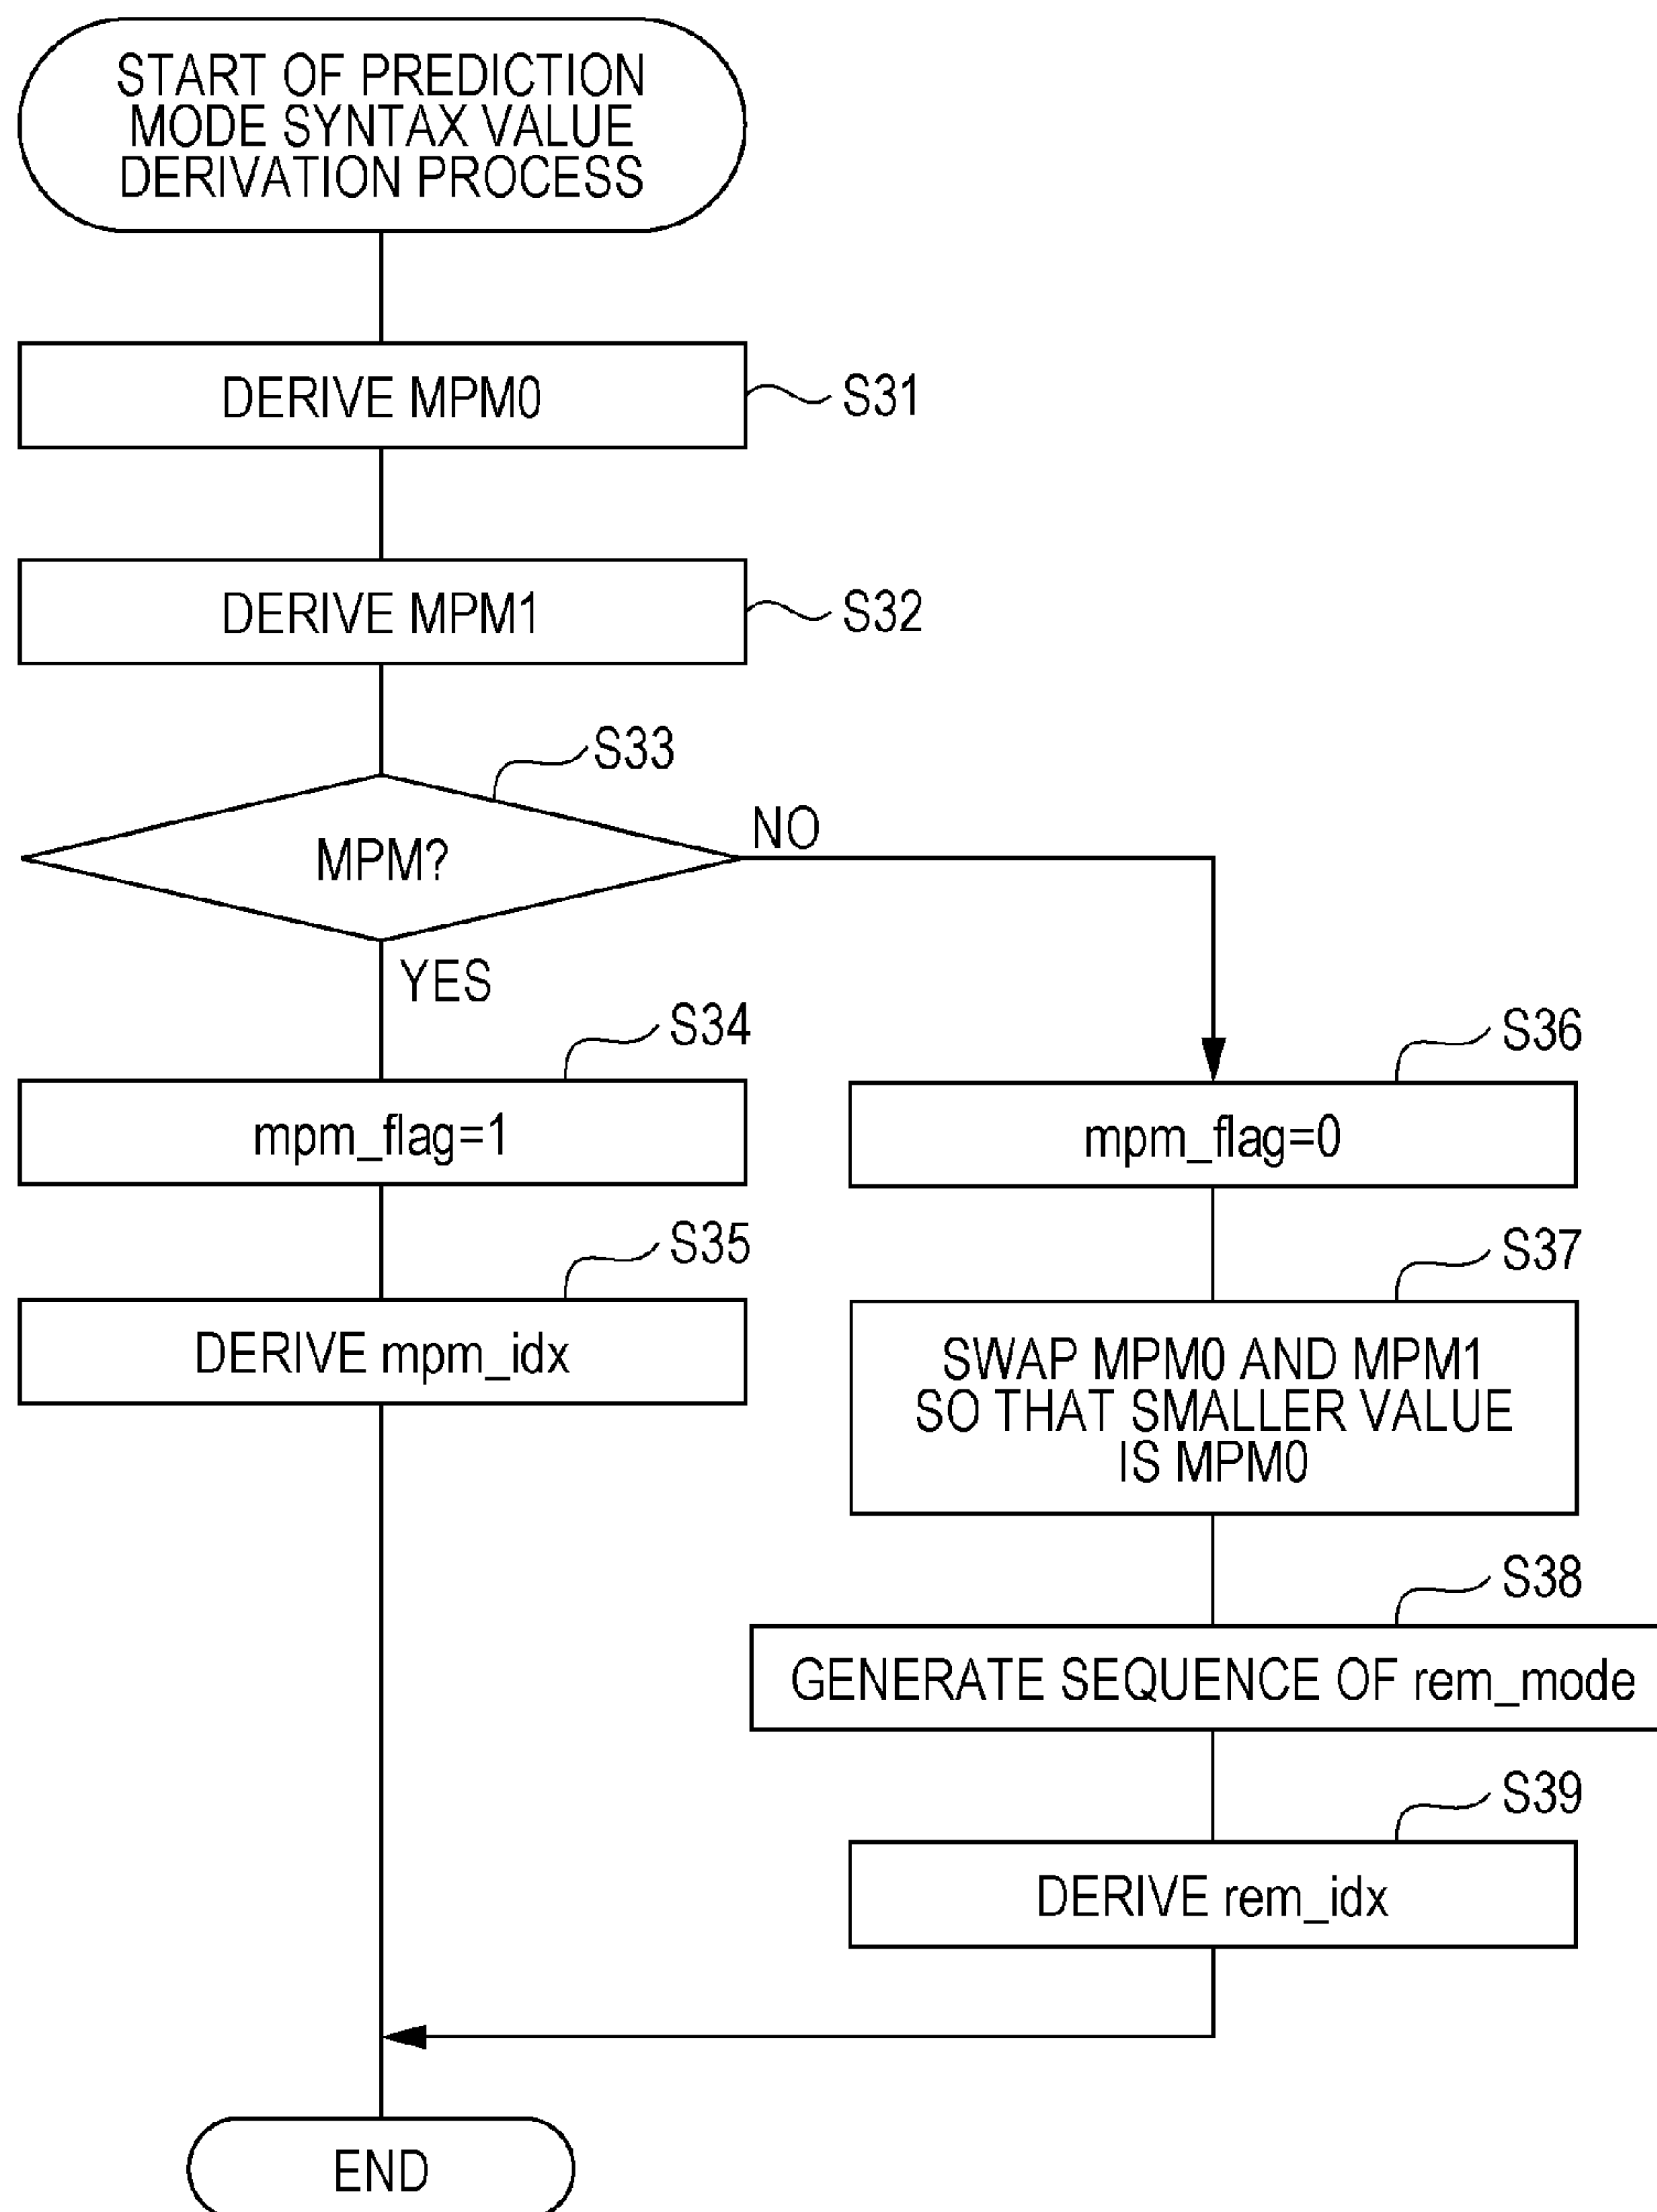 START OF PREDICTION
MODE SYNTAX VALUE
DERIVATION PROCESS
DERIVE MPM0
S31
DERIVE MPM1
S32
S33
MPM?
NO
YES
S34
mpm_flag=1
S35
DERIVE mpm_idx
S36
mpm_flag=0
S37
SWAP MPM0 AND MPM1
SO THAT SMALLER VALUE
IS MPM0
S38
GENERATE SEQUENCE OF rem_mode
S39
DERIVE rem_idx
END